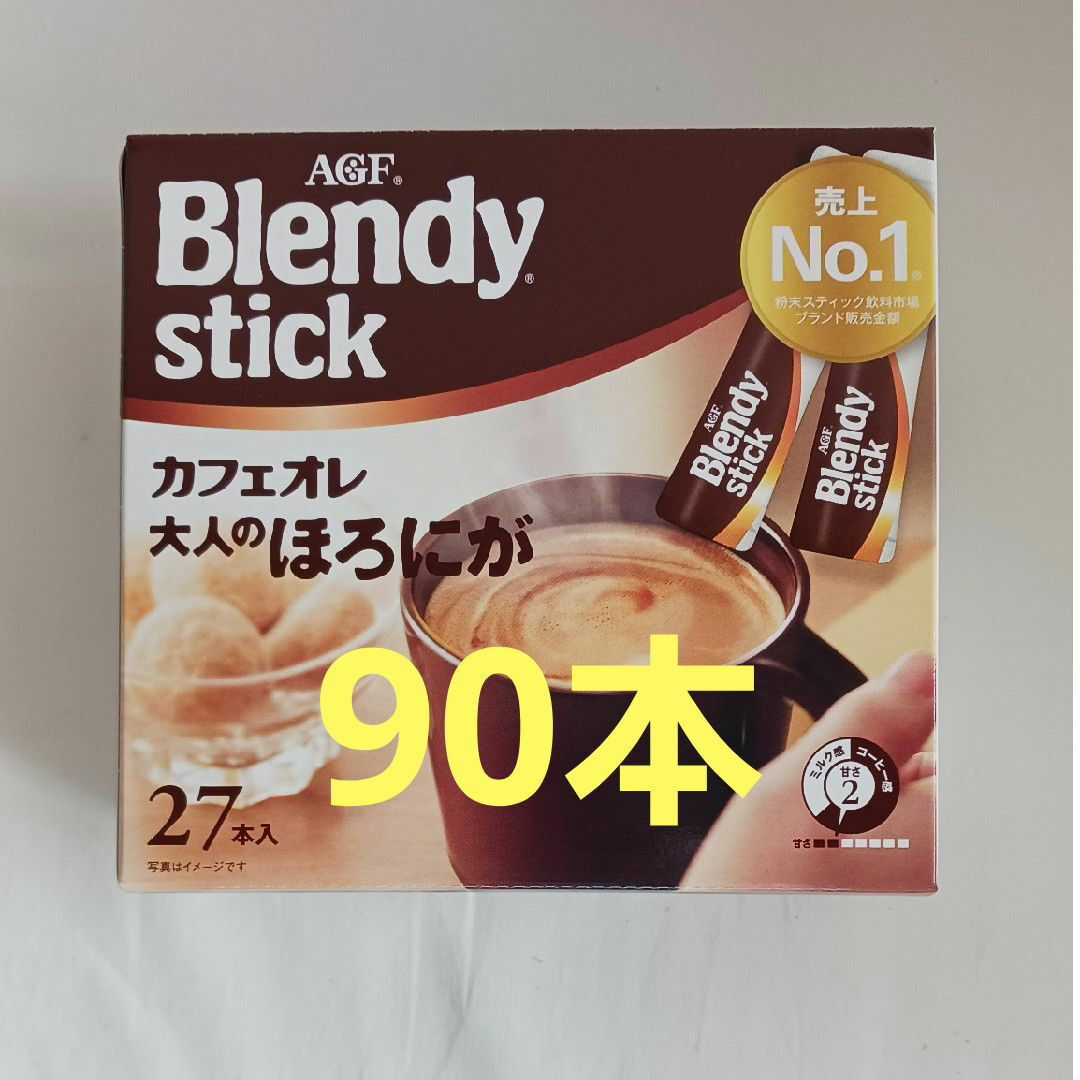 AGF®
Blendy®
stick
売上
No.1※
粉末スティック飲料市場
ブランド販売金額
AGF®
Blendy
stick
AGF®
Blendy
stick
カフェオレ
大人のほろにが
90本
ミルク感 コーヒー感
甘さ
2
甘さ
27本入
写真はイメージです